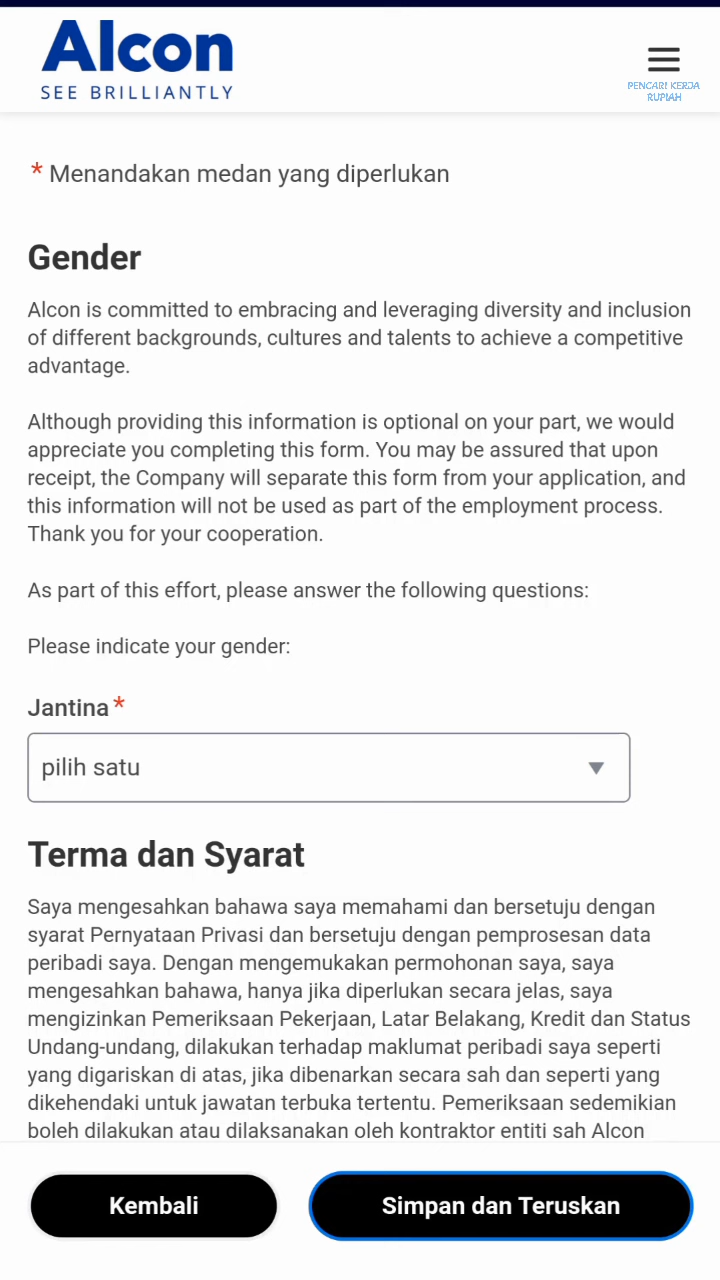 Alcon
SEE BRILLIANTLY
PENCARI KERJA
RUPIAH
* Menandakan medan yang diperlukan
Gender
Alcon is committed to embracing and leveraging diversity and inclusion
of different backgrounds, cultures and talents to achieve a competitive
advantage.
Although providing this information is optional on your part, we would
appreciate you completing this form. You may be assured that upon
receipt, the Company will separate this form from your application, and
this information will not be used as part of the employment process.
Thank you for your cooperation.
As part of this effort, please answer the following questions:
Please indicate your gender:
Jantina*
pilih satu
Terma dan Syarat
Saya mengesahkan bahawa saya memahami dan bersetuju dengan
syarat Pernyataan Privasi dan bersetuju dengan pemprosesan data
peribadi saya. Dengan mengemukakan permohonan saya, saya
mengesahkan bahawa, hanya jika diperlukan secara jelas, saya
mengizinkan Pemeriksaan Pekerjaan, Latar Belakang, Kredit dan Status
Undang-undang, dilakukan terhadap maklumat peribadi saya seperti
yang digariskan di atas, jika dibenarkan secara sah dan seperti yang
dikehendaki untuk jawatan terbuka tertentu. Pemeriksaan sedemikian
boleh dilakukan atau dilaksanakan oleh kontraktor entiti sah Alcon
Kembali
Simpan dan Teruskan